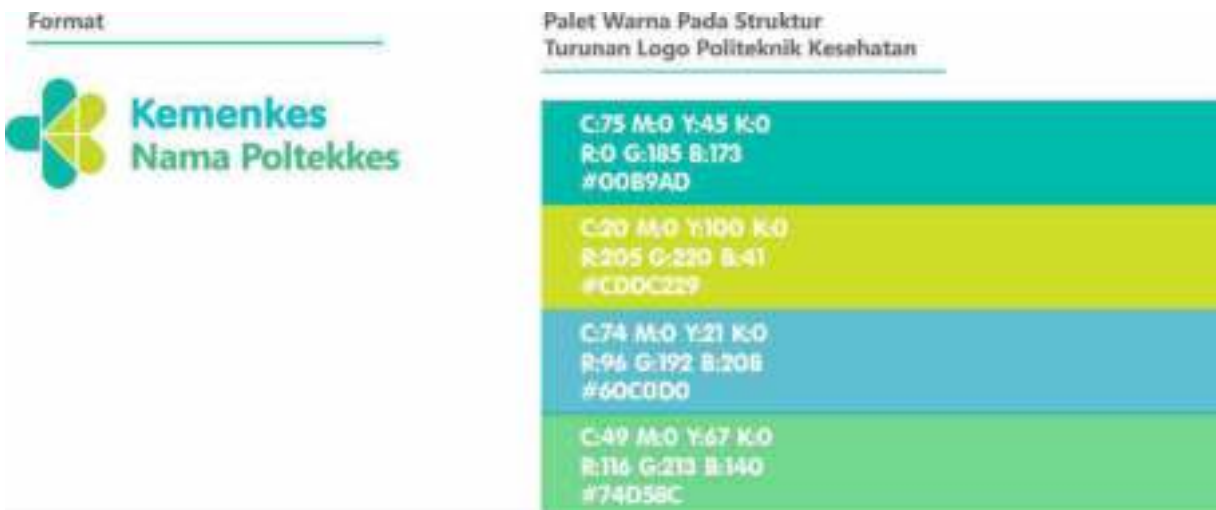 Format
Kemenkes
Nama Poltekkes
Palet Warna Pada Struktur
Turunan Logo Politeknik Kesehatan
C:75 M:0 Y:45 K:0
R:0 G:185 B:173
#00B9AD
C:20 M:0 Y:100 K:0
R:205 G:220 B:41
#CDDC229
C:74 M:0 Y:21 K:0
R:96 G:192 B:208
#60C0D0
C:49 M:0 Y:67 K:0
R:116 G:213 B:140
#74D58C